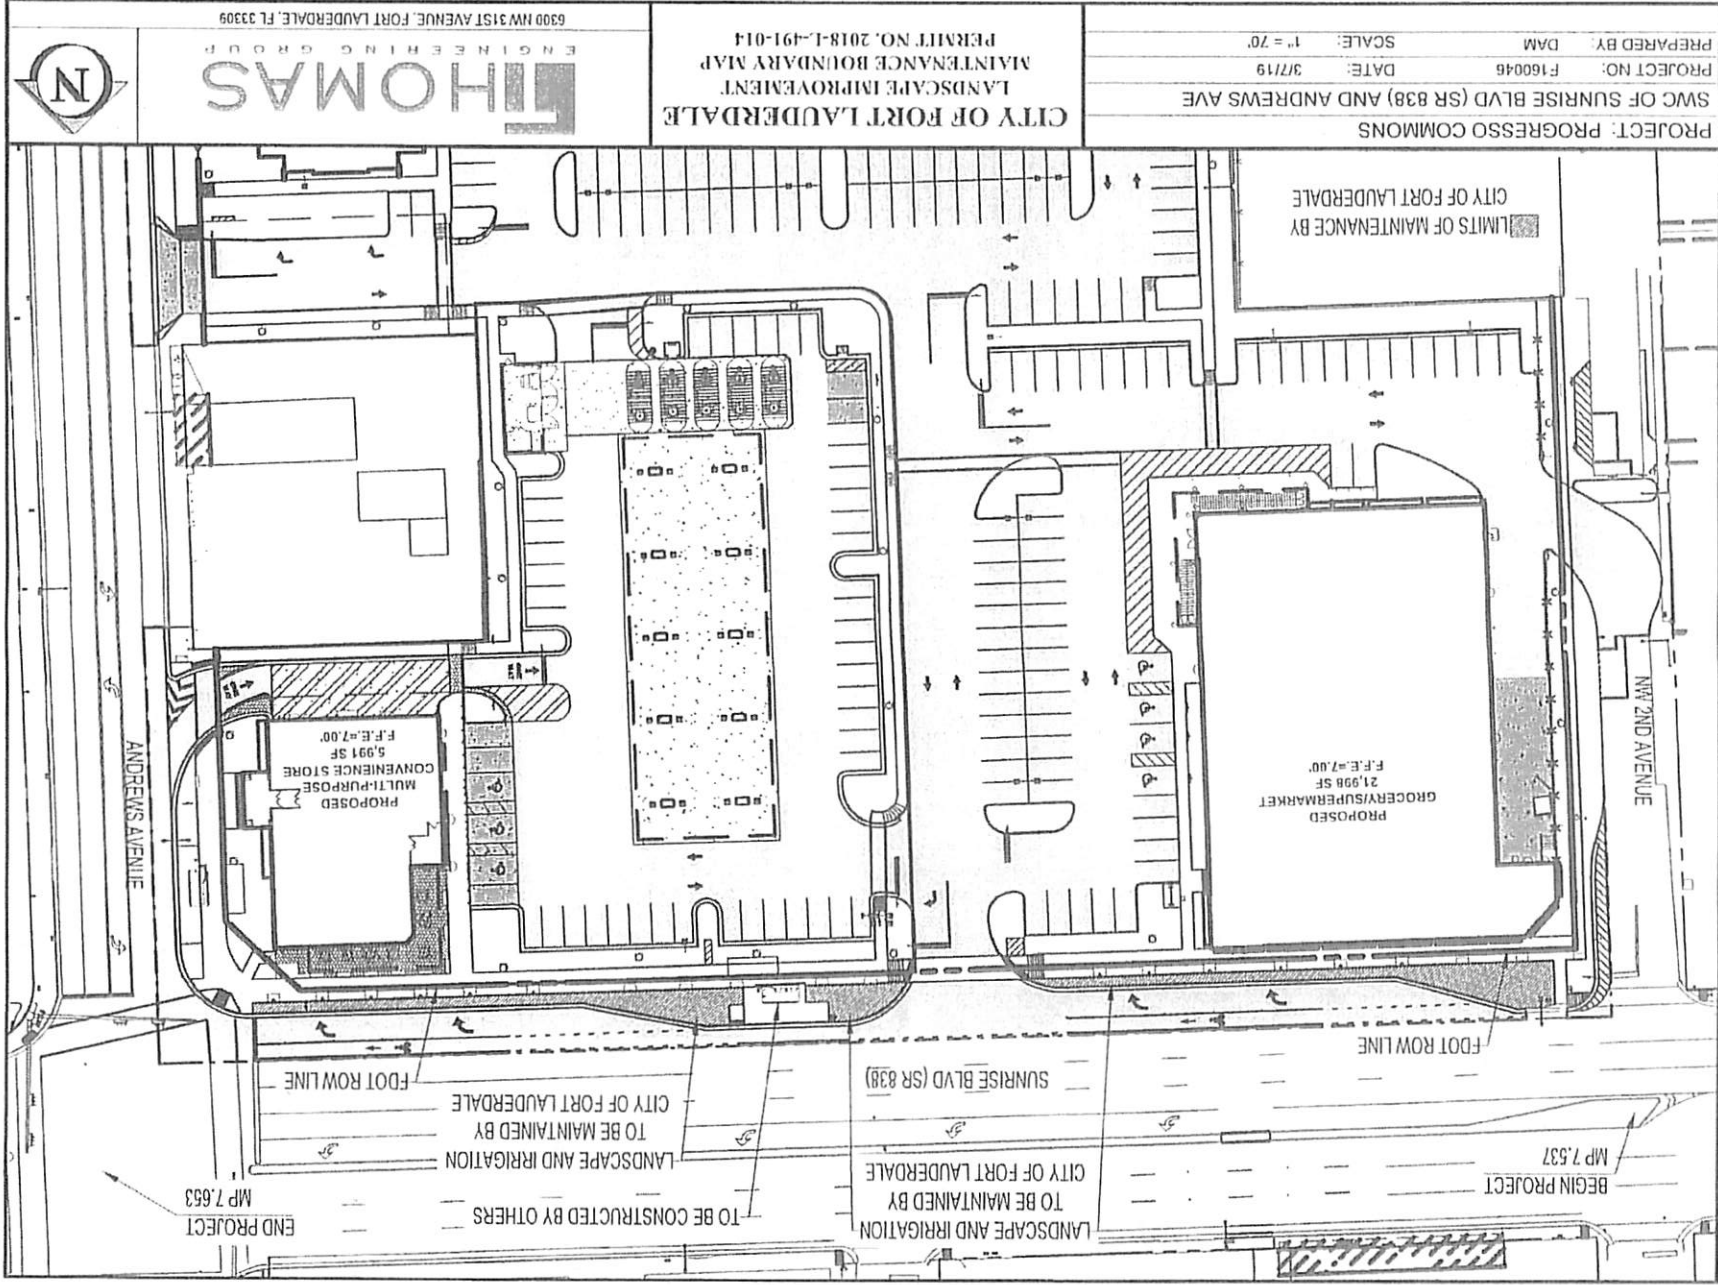 BEGIN PROJECT
MP 7.537
LANDSCAPE AND IRRIGATION
TO BE MAINTAINED BY
CITY OF FORT LAUDERDALE
TO BE CONSTRUCTED BY OTHERS
END PROJECT
MP 7.653
LANDSCAPE AND IRRIGATION
TO BE MAINTAINED BY
CITY OF FORT LAUDERDALE
SUNRISE BLVD (SR 838)
FDOT ROW LINE
FDOT ROW LINE
NW 2ND AVENUE
PROPOSED
GROCERY/SUPERMARKET
21,998 SF
F.F.E.=7.00'
PROPOSED
MULTI-PURPOSE
CONVENIENCE STORE
5,991 SF
F.F.E.=7.00'
ANDREWS AVENUE
LIMITS OF MAINTENANCE BY
CITY OF FORT LAUDERDALE
PROJECT: PROGRESSO COMMONS
SWC OF SUNRISE BLVD (SR 838) AND ANDREWS AVE
PROJECT NO: F160046 DATE: 3/7/19
PREPARED BY: DAM SCALE: 1" = 70'
CITY OF FORT LAUDERDALE
LANDSCAPE IMPROVEMENT
MAINTENANCE BOUNDARY MAP
PERMIT NO. 2018-L-491-014
THOMAS
ENGINEERING GROUP
6300 NW 31ST AVENUE, FORT LAUDERDALE, FL 33309
N